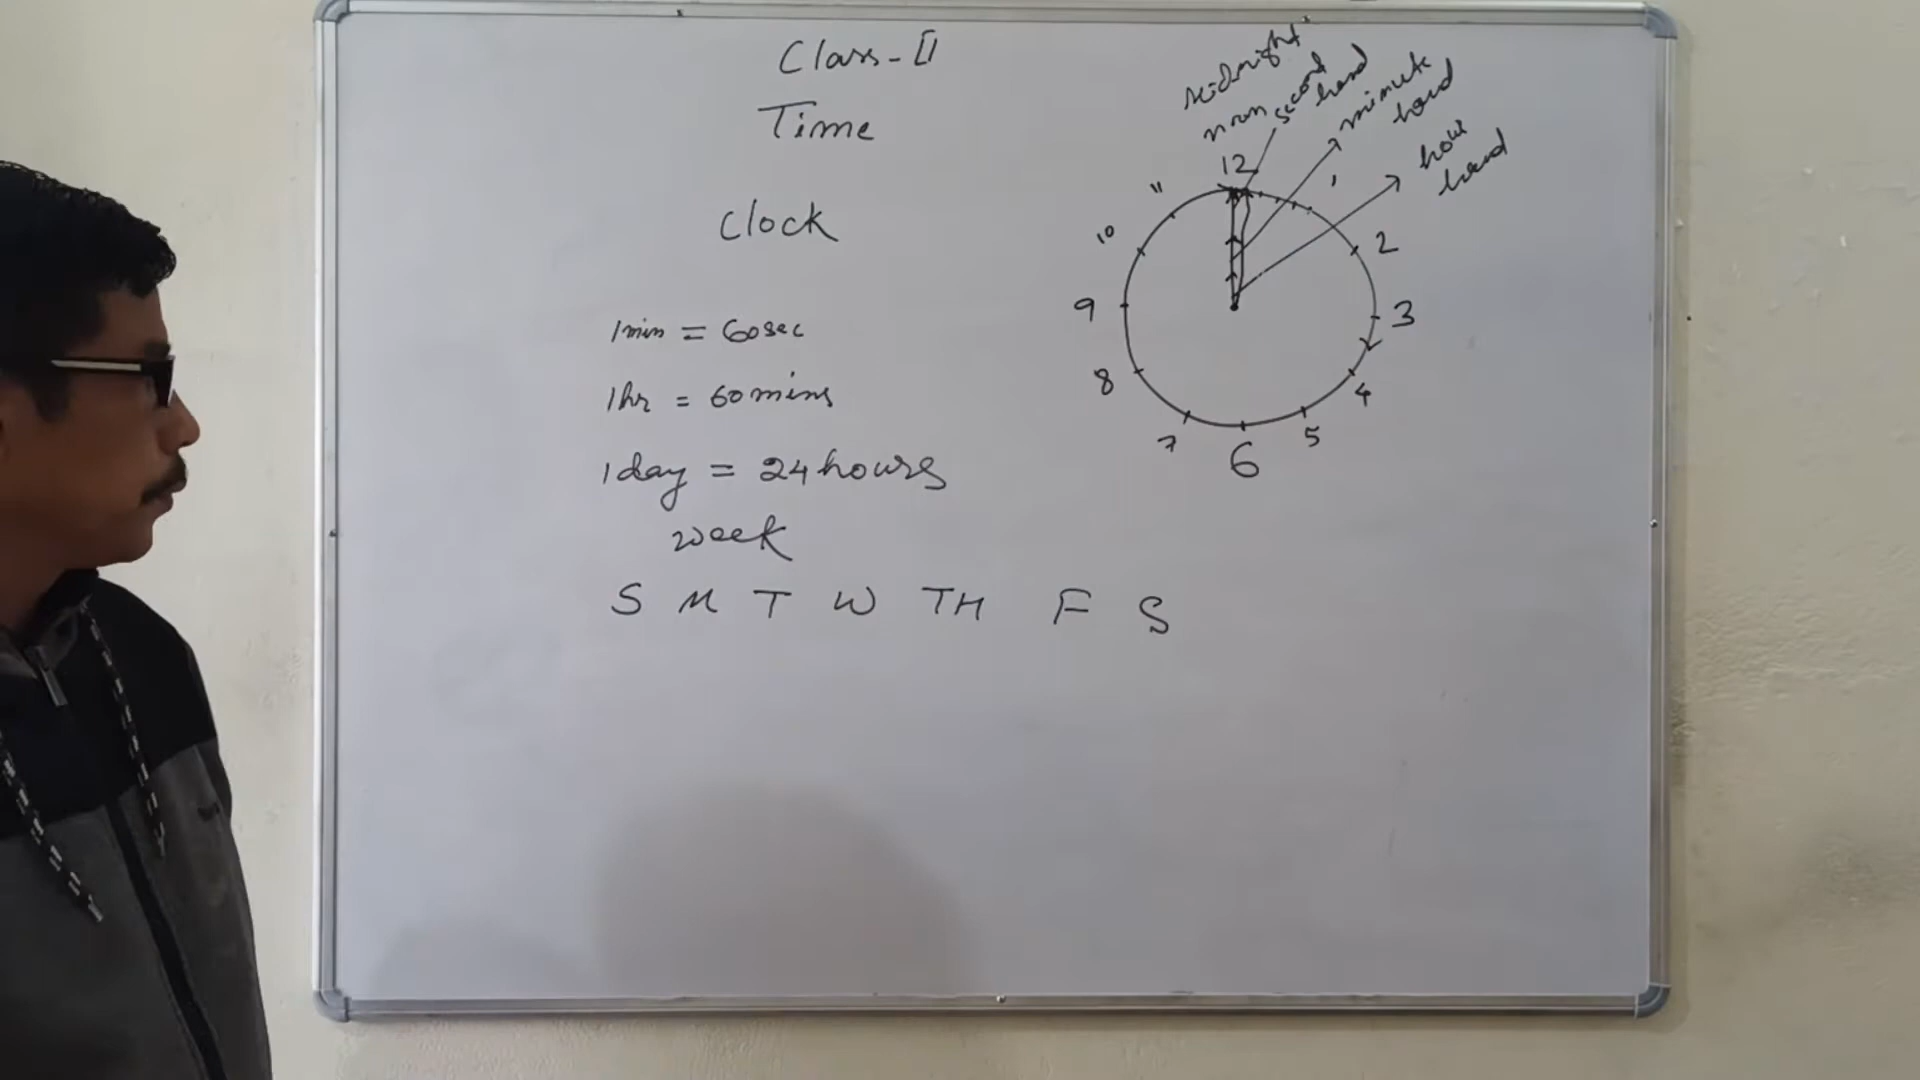 Class-II
Time
Clock
1min = 60sec
1hr = 60mins
1day = 24hours
week
S M T W TH F S
midnight
noon
second
hand
minute
hand
hour
hand
12
1
2
3
4
5
6
7
8
9
10
11